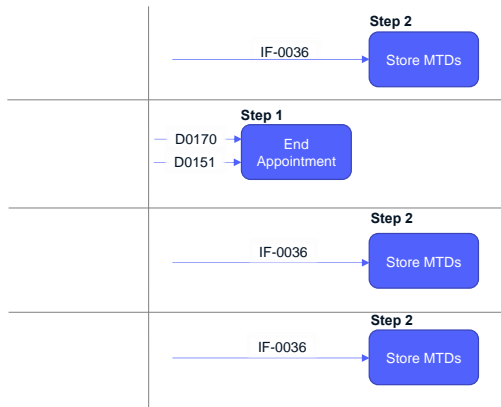 Step 2
IF-0036
Store MTDs
Step 1
D0170
D0151
End
Appointment
Step 2
IF-0036
Store MTDs
Step 2
IF-0036
Store MTDs